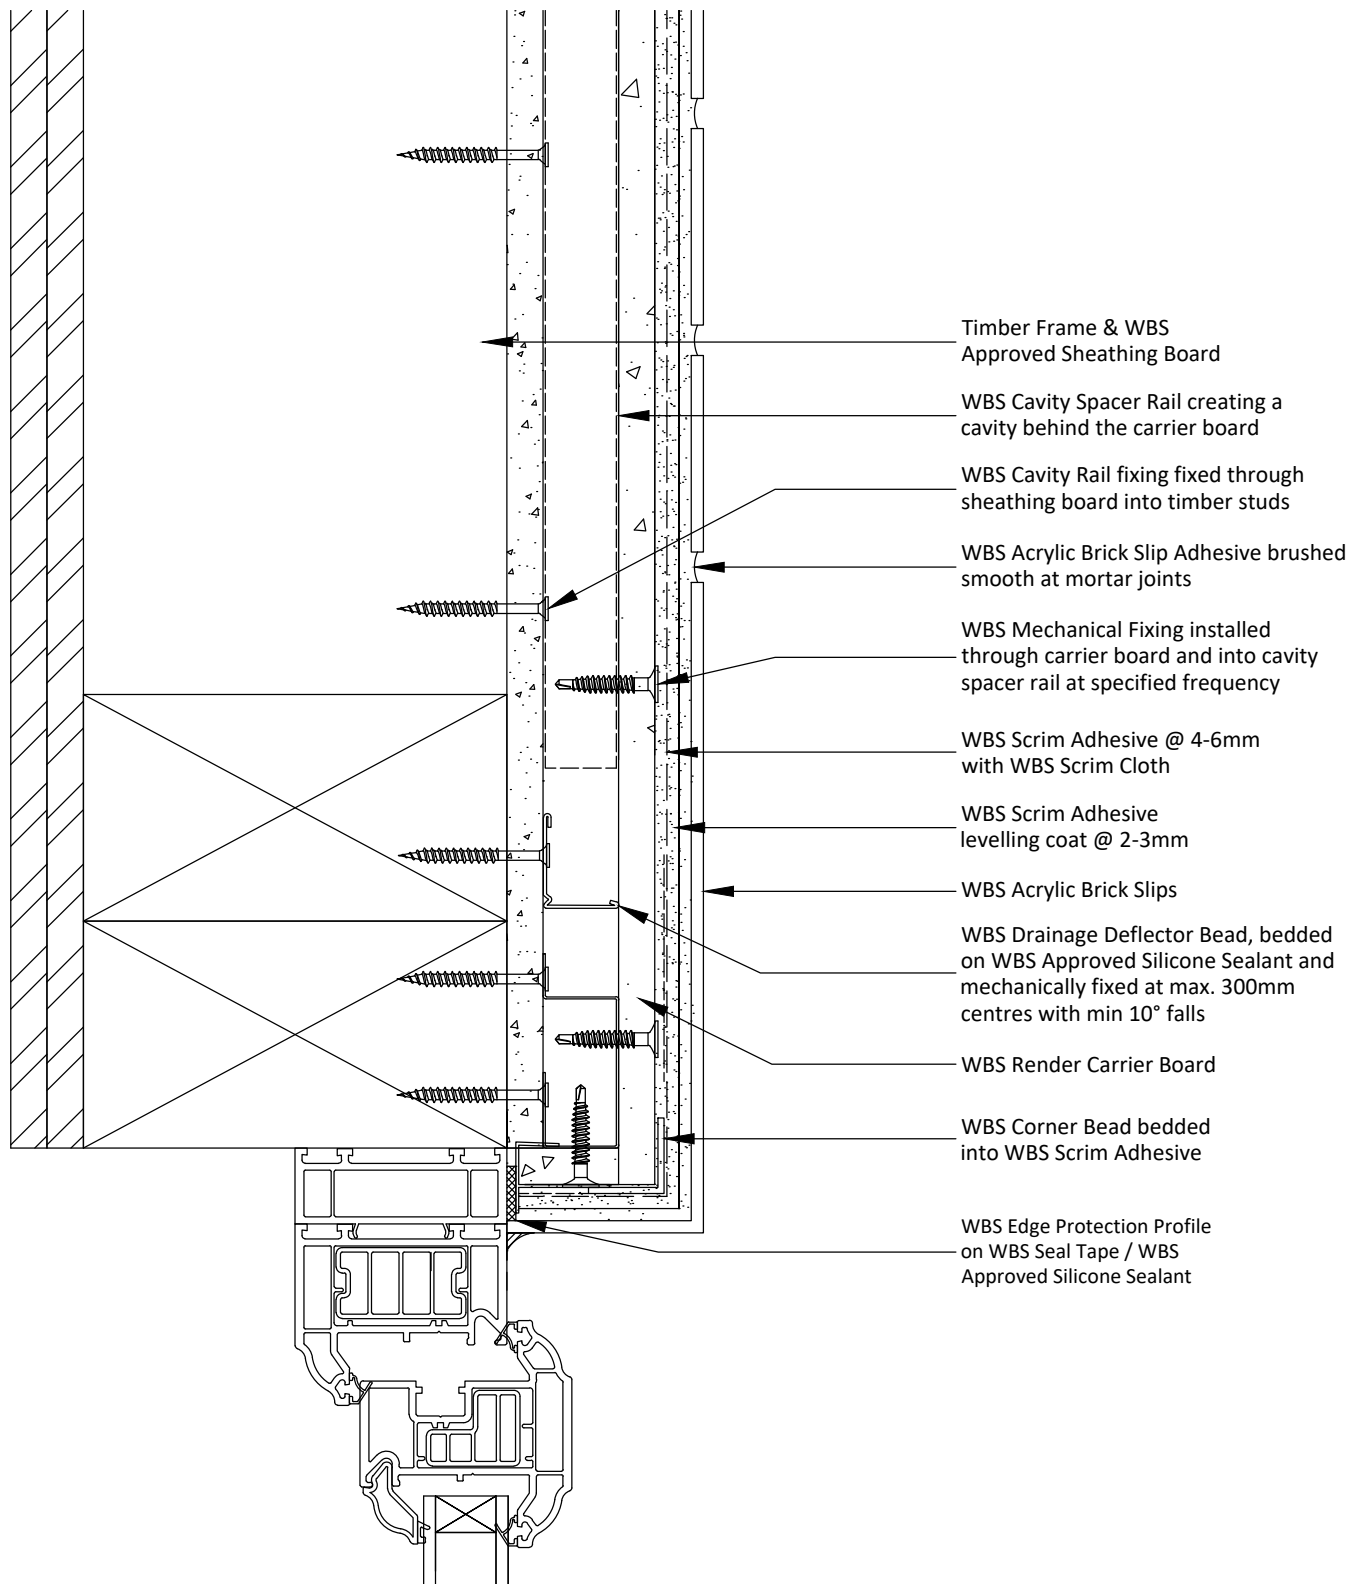 Timber Frame & WBS
Approved Sheathing Board
WBS Cavity Spacer Rail creating a
cavity behind the carrier board
WBS Cavity Rail fixing fixed through
sheathing board into timber studs
WBS Acrylic Brick Slip Adhesive brushed
smooth at mortar joints
WBS Mechanical Fixing installed
through carrier board and into cavity
spacer rail at specified frequency
WBS Scrim Adhesive @ 4-6mm
with WBS Scrim Cloth
WBS Scrim Adhesive
levelling coat @ 2-3mm
WBS Acrylic Brick Slips
WBS Drainage Deflector Bead, bedded
on WBS Approved Silicone Sealant and
mechanically fixed at max. 300mm
centres with min 10° falls
WBS Render Carrier Board
WBS Corner Bead bedded
into WBS Scrim Adhesive
WBS Edge Protection Profile
on WBS Seal Tape / WBS
Approved Silicone Sealant